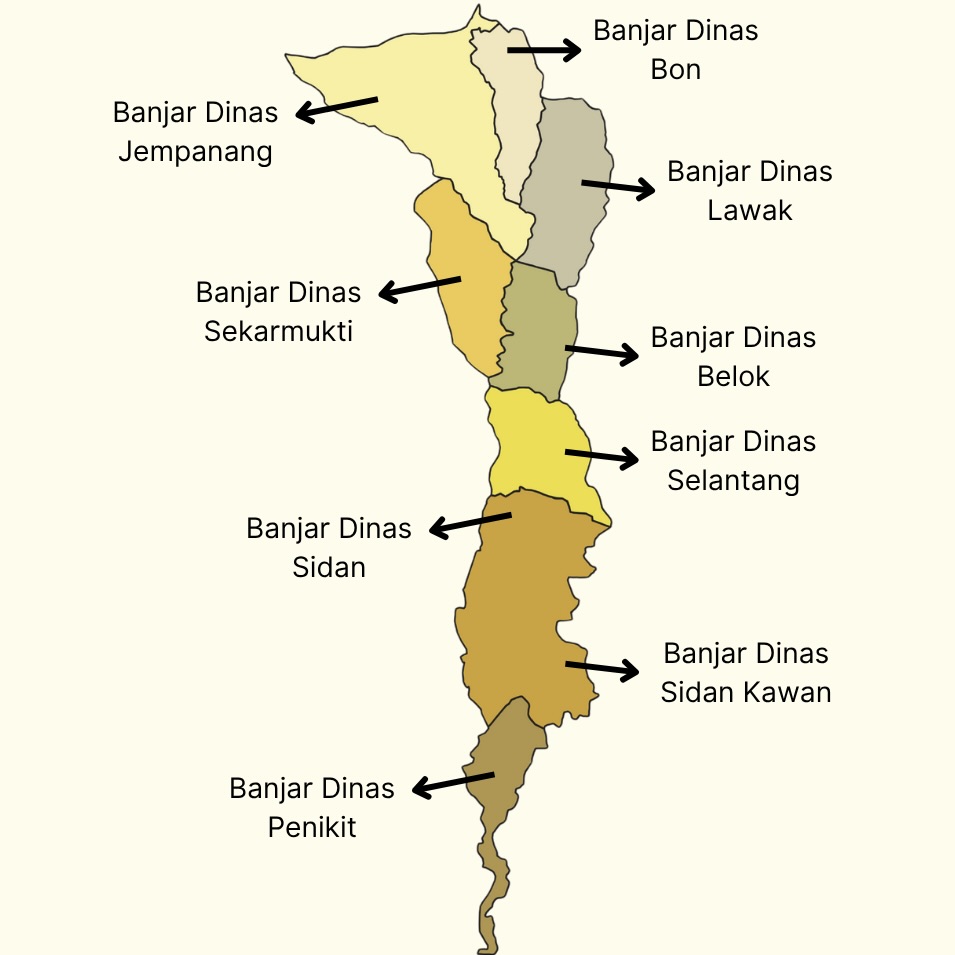 Banjar Dinas
Bon
Banjar Dinas
Jempanang
Banjar Dinas
Lawak
Banjar Dinas
Sekarmukti
Banjar Dinas
Belok
Banjar Dinas
Selantang
Banjar Dinas
Sidan
Banjar Dinas
Sidan Kawan
Banjar Dinas
Penikit